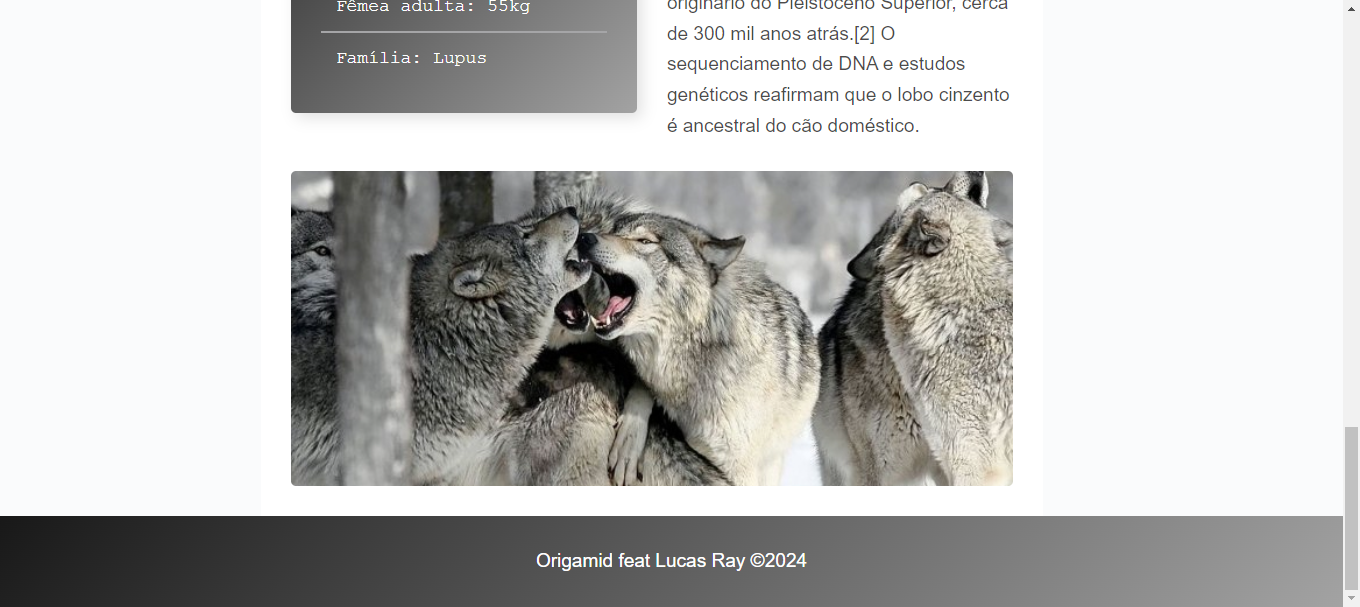 Fêmea adulta: 55kg
Família: Lupus
originário do Pleistoceno Superior, cerca
de 300 mil anos atrás.[2] O
sequenciamento de DNA e estudos
genéticos reafirmam que o lobo cinzento
é ancestral do cão doméstico.
Origamid feat Lucas Ray ©2024